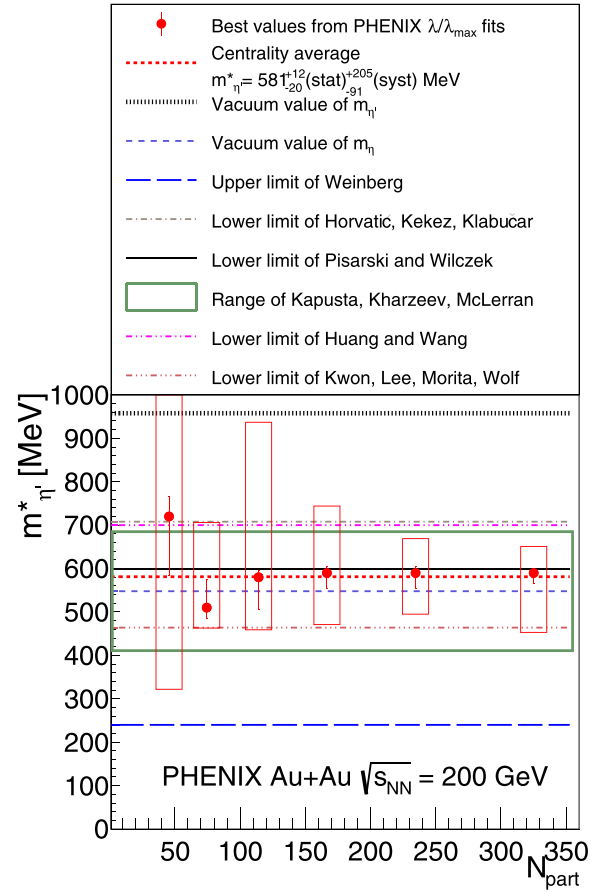 Best values from PHENIX λ/λmax fits
Centrality average
m*η'= 581+12-20(stat)+205-91(syst) MeV
Vacuum value of mη'
Vacuum value of mη
Upper limit of Weinberg
Lower limit of Horvatić, Kekez, Klabučar
Lower limit of Pisarski and Wilczek
Range of Kapusta, Kharzeev, McLerran
Lower limit of Huang and Wang
Lower limit of Kwon, Lee, Morita, Wolf
m*η' [MeV]
1000
900
800
700
600
500
400
300
200
100
0
PHENIX Au+Au √sNN = 200 GeV
50 100 150 200 250 300 350
Npart